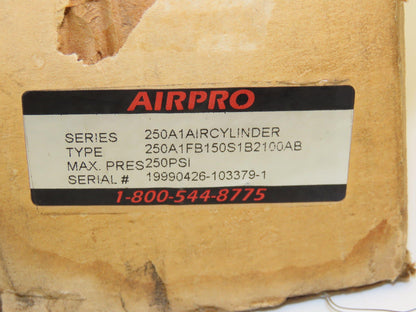 AIRPRO
SERIES 250A1AIRCYLINDER
TYPE 250A1FB150S1B2100AB
MAX. PRES 250PSI
SERIAL # 19990426-103379-1
1-800-544-8775